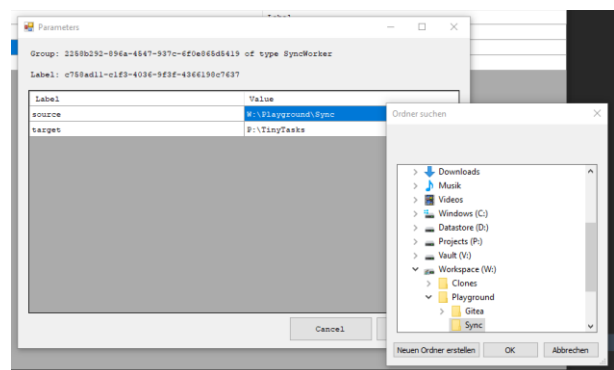 Label
Parameters
Group: 2258b292-896a-4547-937c-6f0e865d5419 of type SyncWorker
Label: c758ad11-c1f3-4036-9f3f-4366190c7637
Label Value
source W:\Playground\Sync
target P:\TinyTasks
Cancel
Ordner suchen
Downloads
Musik
Videos
Windows (C:)
Datastore (D:)
Projects (P:)
Vault (V:)
Workspace (W:)
Clones
Playground
Gitea
Sync
Neuen Ordner erstellen OK Abbrechen